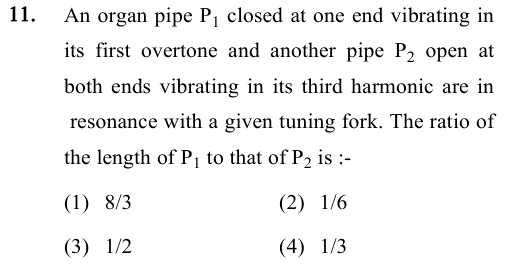 11. An organ pipe P₁ closed at one end vibrating in
its first overtone and another pipe P₂ open at
both ends vibrating in its third harmonic are in
resonance with a given tuning fork. The ratio of
the length of P₁ to that of P₂ is :-
(1) 8/3 (2) 1/6
(3) 1/2 (4) 1/3